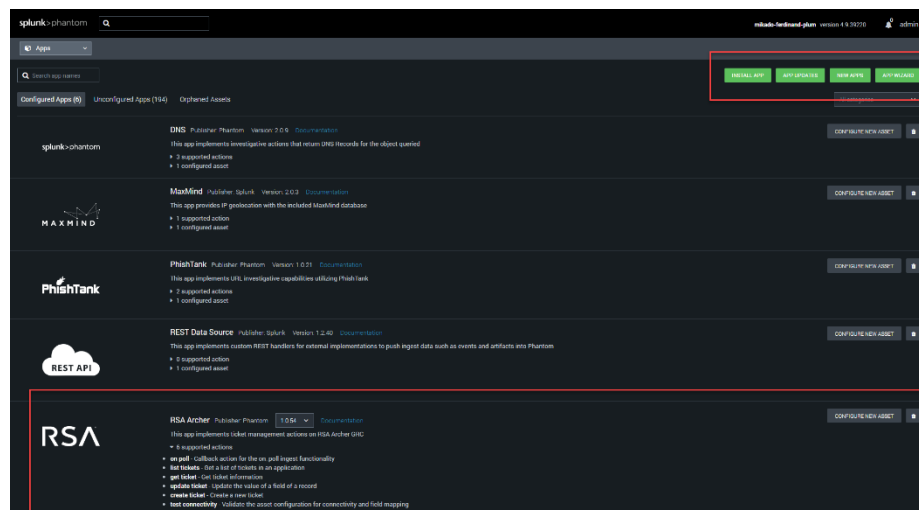 splunk>phantom
mikado-ferdinand-plum version 4.9.39220 admin
Apps
Search app names
INSTALL APP APP UPDATES NEW APPS APP WIZARD
Configured Apps (6) Unconfigured Apps (194) Orphaned Assets
All categories
splunk>phantom
DNS Publisher: Phantom Version: 2.0.9 Documentation
CONFIGURE NEW ASSET
This app implements investigative actions that return DNS Records for the object queried
3 supported actions
1 configured asset
MAXMIND
MaxMind Publisher: Splunk Version: 2.0.3 Documentation
CONFIGURE NEW ASSET
This app provides IP geolocation with the included MaxMind database
1 supported action
1 configured asset
PhishTank
PhishTank Publisher: Phantom Version: 1.0.21 Documentation
CONFIGURE NEW ASSET
This app implements URL investigative capabilities utilizing PhishTank
2 supported actions
1 configured asset
REST API
REST Data Source Publisher: Splunk Version: 1.2.40 Documentation
CONFIGURE NEW ASSET
This app implements custom REST handlers for external implementations to push ingest data such as events and artifacts into Phantom
0 supported action
1 configured asset
RSA
RSA Archer Publisher: Phantom 1.0.54 Documentation
CONFIGURE NEW ASSET
This app implements ticket management actions on RSA Archer GRC
6 supported actions
on poll - Callback action for the on_poll ingest functionality
list tickets - Get a list of tickets in an application
get ticket - Get ticket information
update ticket - Update the value of a field of a record
create ticket - Create a new ticket
test connectivity - Validate the asset configuration for connectivity and field mapping